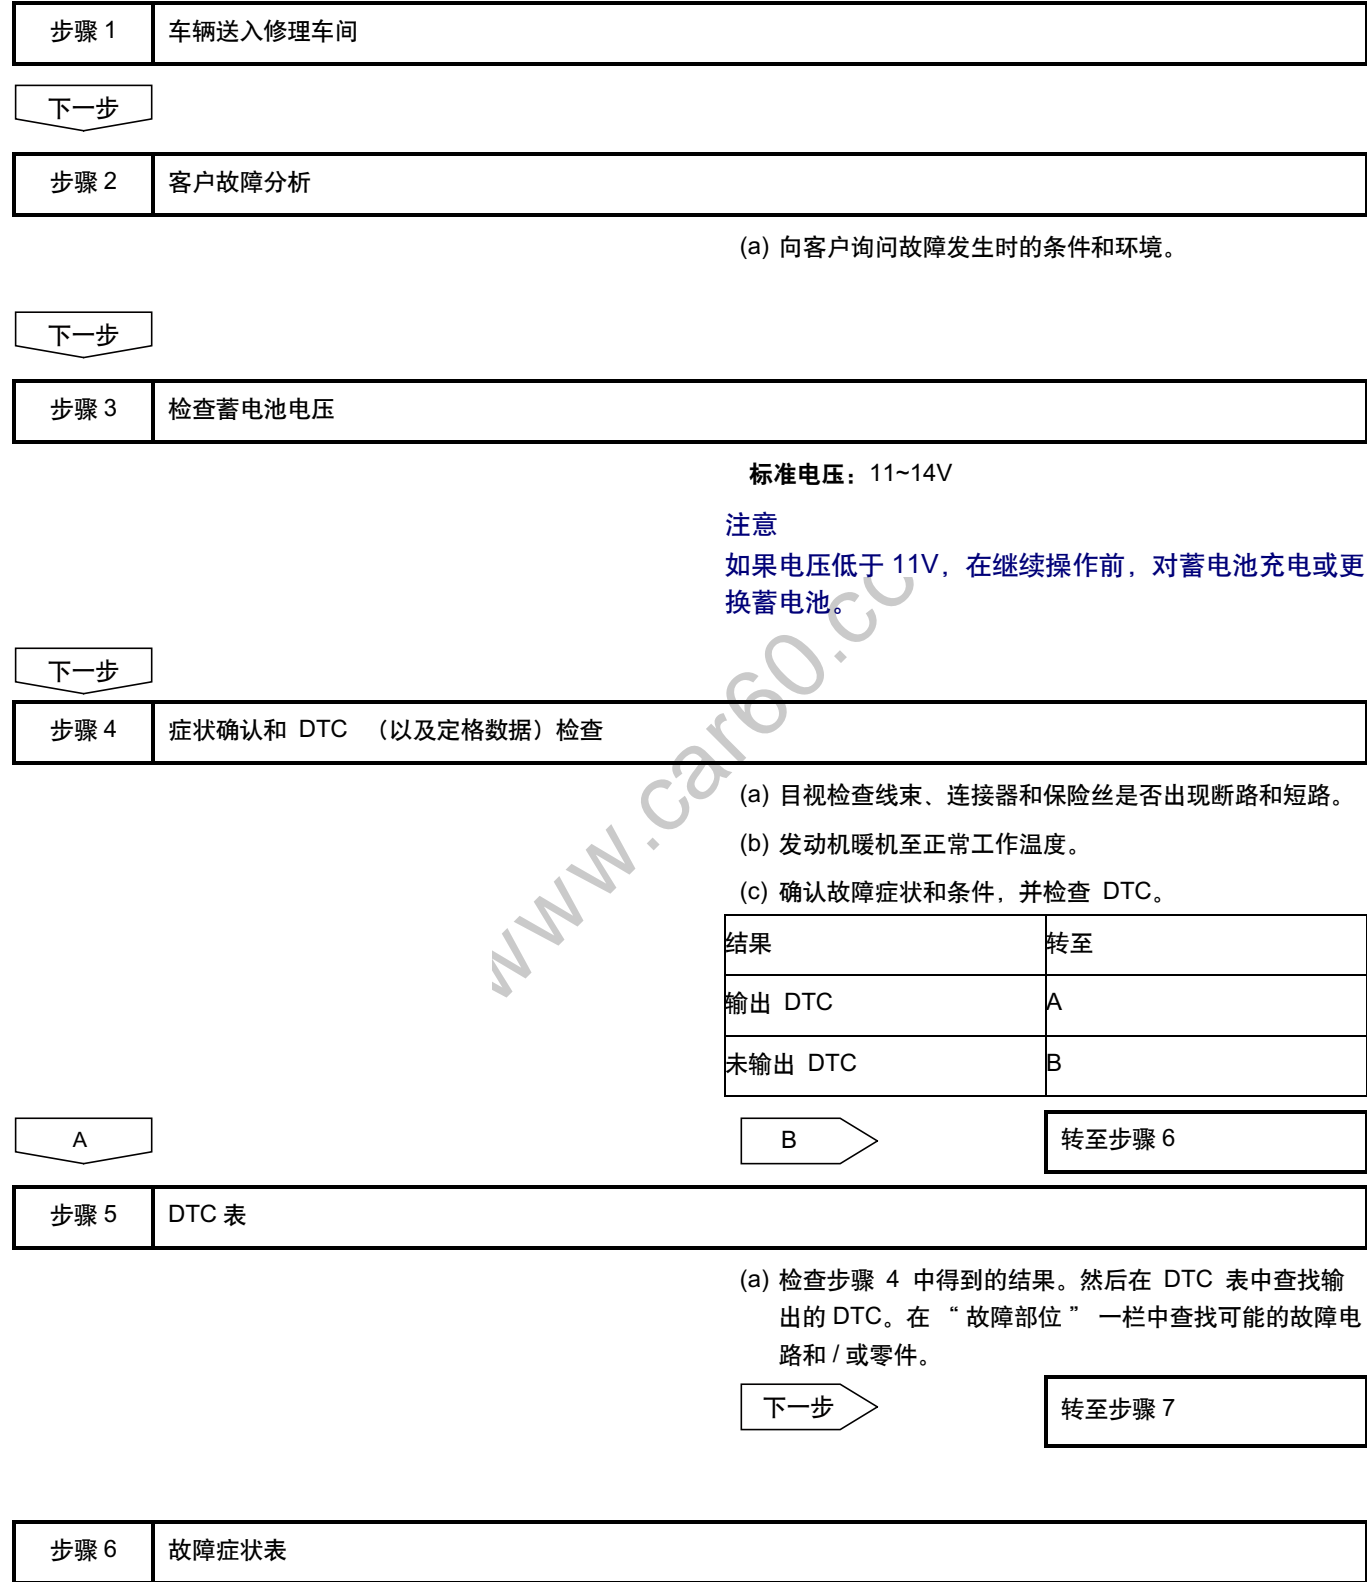 步骤 1 车辆送入修理车间
下一步
步骤 2 客户故障分析
(a) 向客户询问故障发生时的条件和环境。
下一步
步骤 3 检查蓄电池电压
标准电压：11~14V
注意
如果电压低于 11V，在继续操作前，对蓄电池充电或更
换蓄电池。
下一步
步骤 4 症状确认和 DTC （以及定格数据）检查
(a) 目视检查线束、连接器和保险丝是否出现断路和短路。
(b) 发动机暖机至正常工作温度。
(c) 确认故障症状和条件，并检查 DTC。
结果 转至
输出 DTC A
未输出 DTC B
A B 转至步骤 6
步骤 5 DTC 表
(a) 检查步骤 4 中得到的结果。然后在 DTC 表中查找输
出的 DTC。在 “ 故障部位 ” 一栏中查找可能的故障电
路和 / 或零件。
下一步 转至步骤 7
步骤 6 故障症状表
www.car60.cc